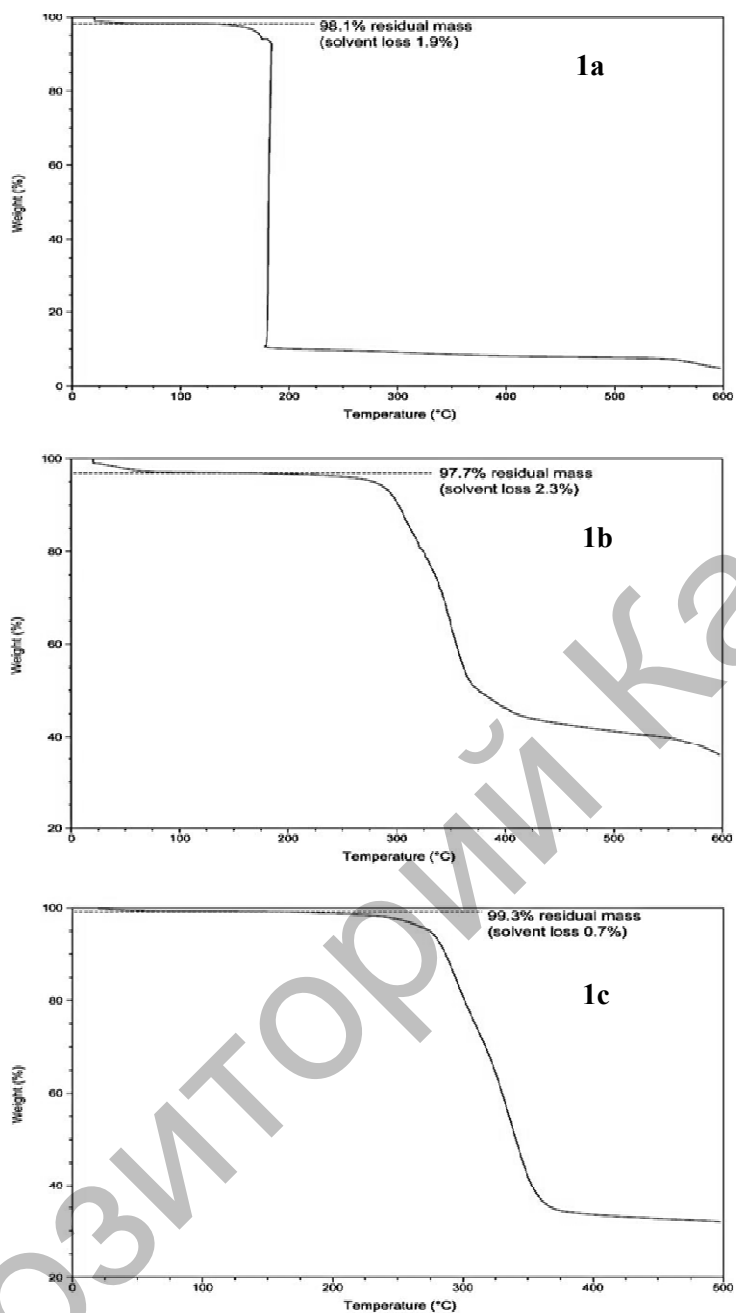 100
80
60
40
20
0
Weight (%)
98.1% residual mass
(solvent loss 1.9%)
1a
0 100 200 300 400 500 600
Temperature (°C)
100
80
60
40
20
Weight (%)
97.7% residual mass
(solvent loss 2.3%)
1b
0 100 200 300 400 500 600
Temperature (°C)
100
80
60
40
20
Weight (%)
99.3% residual mass
(solvent loss 0.7%)
1c
0 100 200 300 400 500
Temperature (°C)
озиторий Ка